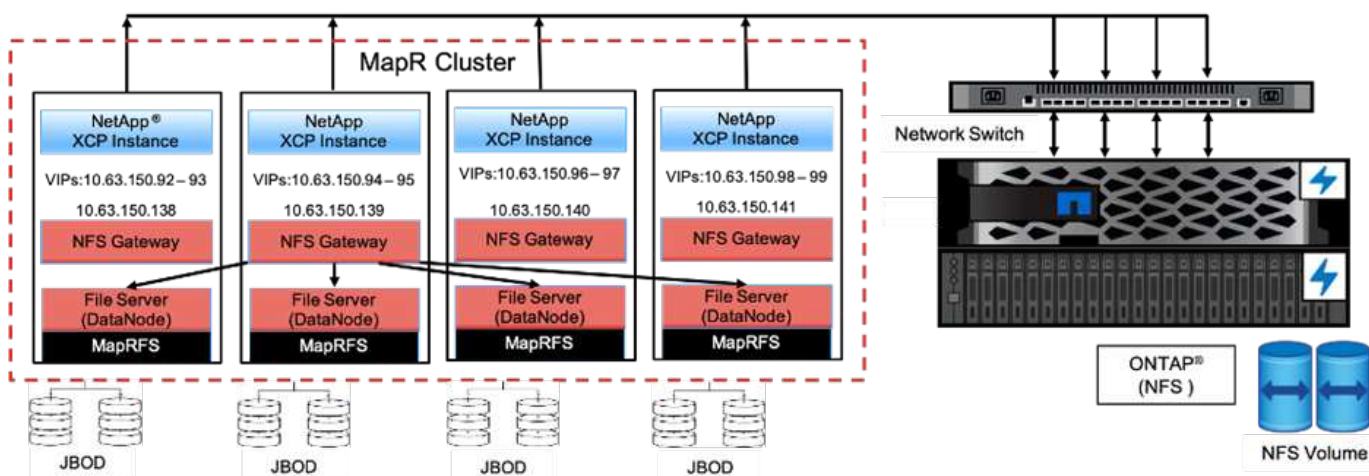 MapR Cluster
NetApp®
XCP Instance
VIPs:10.63.150.92 – 93
10.63.150.138
NFS Gateway
File Server
(DataNode)
MapRFS
JBOD
NetApp
XCP Instance
VIPs:10.63.150.94 – 95
10.63.150.139
NFS Gateway
File Server
(DataNode)
MapRFS
JBOD
NetApp
XCP Instance
VIPs:10.63.150.96 – 97
10.63.150.140
NFS Gateway
File Server
(DataNode)
MapRFS
JBOD
NetApp
XCP Instance
VIPs:10.63.150.98 – 99
10.63.150.141
NFS Gateway
File Server
(DataNode)
MapRFS
JBOD
Network Switch
ONTAP®
(NFS )
NFS Volume